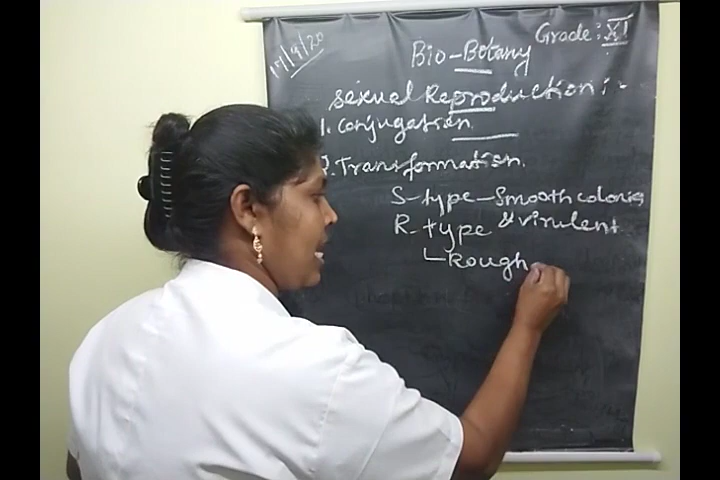 17/9/20
Grade: XI
Bio-Botany
Sexual Reproduction:-
1. Conjugation
2. Transformation.
S-type-Smooth colonies
R-type & virulent
Rough